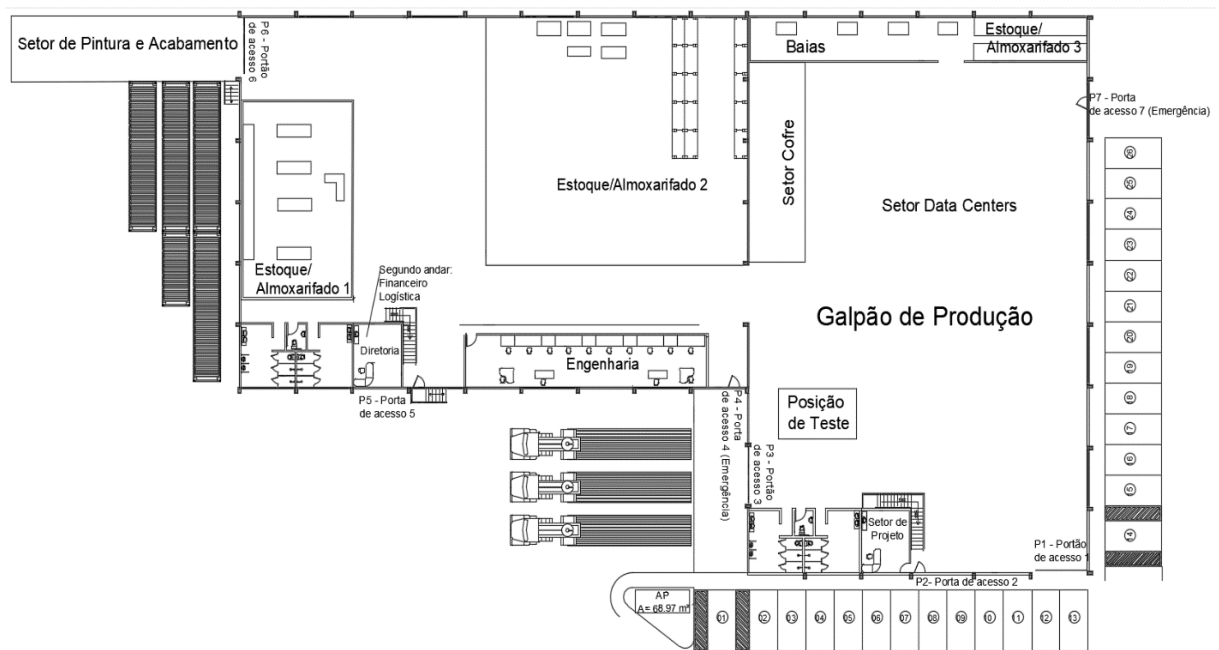 Setor de Pintura e Acabamento
P6 - Portão
de acesso 6
Baias
Estoque/
Almoxarifado 3
P7 - Porta
de acesso 7 (Emergência)
Setor Cofre
Estoque/Almoxarifado 2
Setor Data Centers
Estoque/
Almoxarifado 1
Segundo andar:
Financeiro
Logística
Galpão de Produção
Diretoria
Engenharia
P5 - Porta
de acesso 5
P4 - Porta
de acesso 4 (Emergência)
Posição
de Teste
P3 - Portão
de acesso 3
Setor de
Projeto
P1 - Portão
de acesso 1
P2- Porta de acesso 2
AP
A= 68,97 m²
26
25
24
23
22
21
20
19
18
17
16
15
14
01
02
03
04
05
06
07
08
09
10
11
12
13